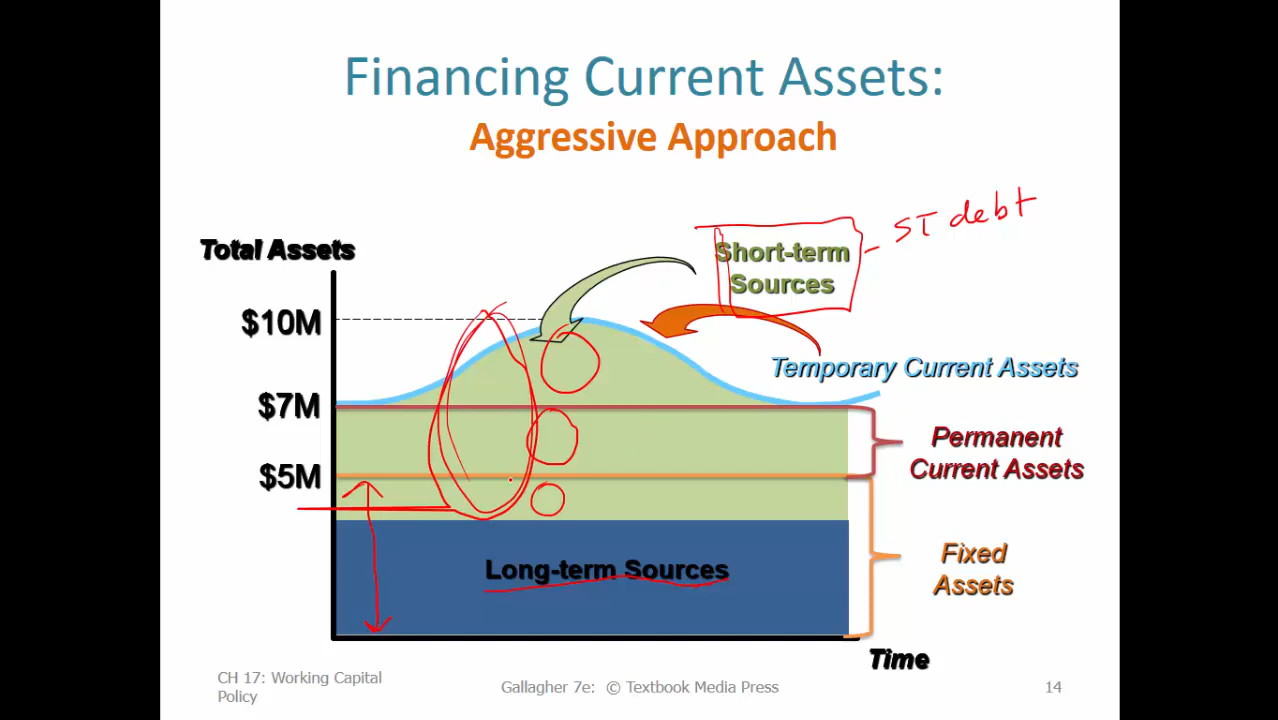 Financing Current Assets:
Aggressive Approach
ST debt
Short-term
Sources
Total Assets
$10M
Temporary Current Assets
$7M
Permanent
Current Assets
$5M
Fixed
Assets
Long-term Sources
Time
CH 17: Working Capital
Policy
Gallagher 7e: © Textbook Media Press
14